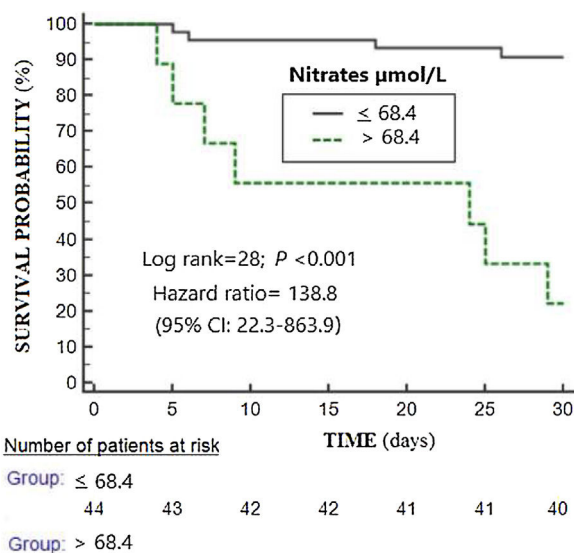 100
90
80
70
60
50
40
30
20
10
0
SURVIVAL PROBABILITY (%)
Nitrates µmol/L
≤ 68.4
> 68.4
Log rank=28; P <0.001
Hazard ratio= 138.8
(95% CI: 22.3-863.9)
0 5 10 15 20 25 30
TIME (days)
Number of patients at risk
Group: ≤ 68.4
44 43 42 42 41 41 40
Group: > 68.4